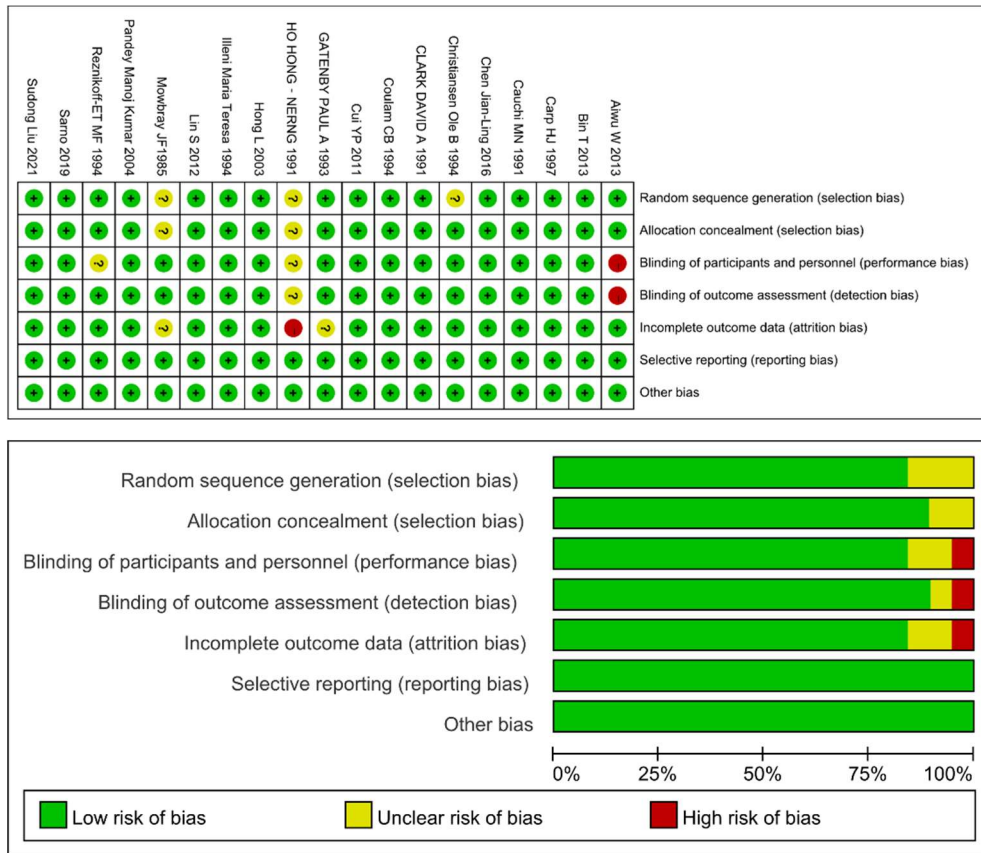 Sudong Liu 2021
Sarno 2019
Reznikoff-ET MF 1994
Pandey Manoj Kumar 2004
Mowbray JF1985
Lin S 2012
Illeni Maria Teresa 1994
Hong L 2003
HO HONG - NERNG 1991
GATENBY PAUL A 1993
Cui YP 2011
Coulam CB 1994
CLARK DAVID A 1991
Christiansen Ole B 1994
Chen Jian-Ling 2016
Cauchi MN 1991
Carp HJ 1997
Bin T 2013
Aiwu W 2013
+ + + + ? + + + ? + + + + ? + + + + + Random sequence generation (selection bias)
+ + + + ? + + + ? + + + + + + + + + + Allocation concealment (selection bias)
+ + ? + + + + + ? + + + + + + + + + Blinding of participants and personnel (performance bias)
+ + + + + + + + ? + + + + + + + + + Blinding of outcome assessment (detection bias)
+ + + + ? + + + ? + + + + + + + + + Incomplete outcome data (attrition bias)
+ + + + + + + + + + + + + + + + + + + Selective reporting (reporting bias)
+ + + + + + + + + + + + + + + + + + + Other bias
Random sequence generation (selection bias)
Allocation concealment (selection bias)
Blinding of participants and personnel (performance bias)
Blinding of outcome assessment (detection bias)
Incomplete outcome data (attrition bias)
Selective reporting (reporting bias)
Other bias
0% 25% 50% 75% 100%
Low risk of bias Unclear risk of bias High risk of bias